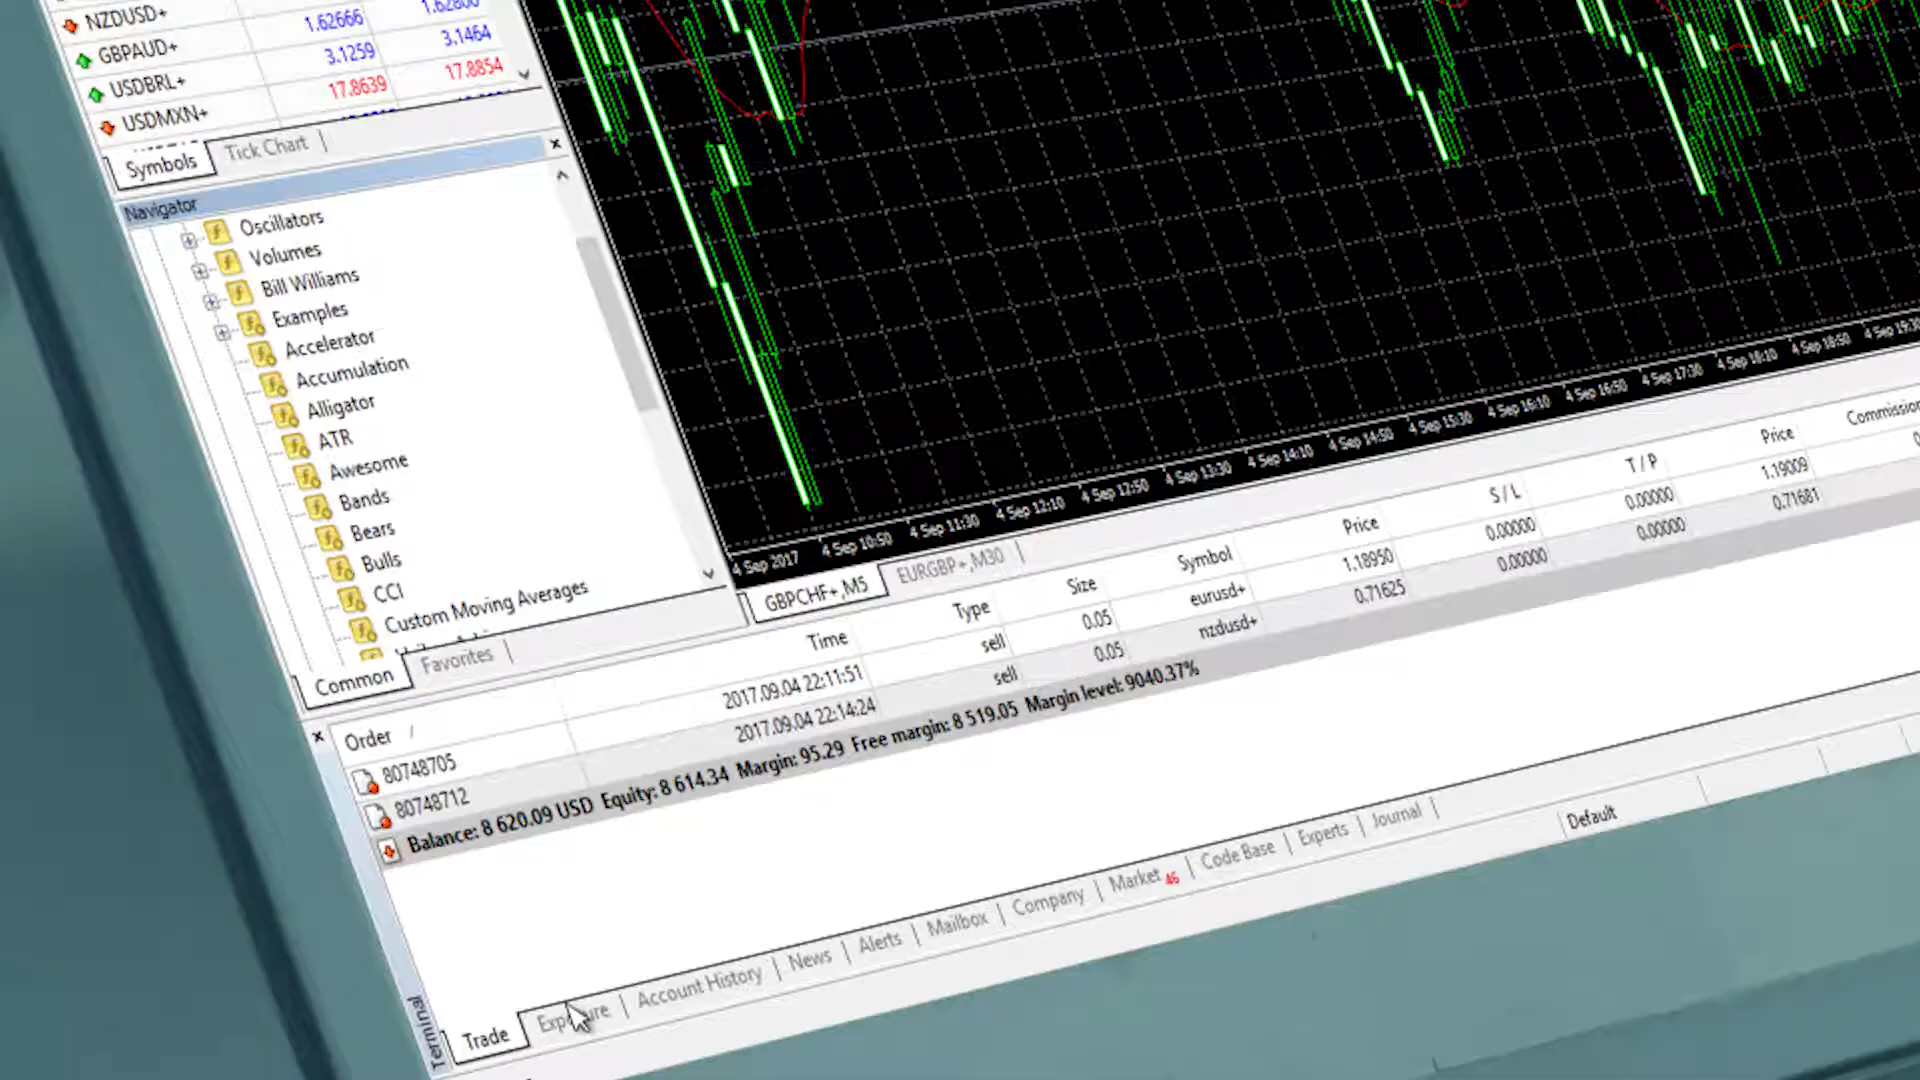 NZDUSD+ 1.62666 1.62800
GBPAUD+ 3.1259 3.1464
USDBRL+ 17.8639 17.8854
USDMXN+
Symbols Tick Chart
Navigator
Oscillators
Volumes
Bill Williams
Examples
Accelerator
Accumulation
Alligator
ATR
Awesome
Bands
Bears
Bulls
CCI
Custom Moving Averages
Common Favorites
4 Sep 2017 4 Sep 10:50 4 Sep 11:30 4 Sep 12:10 4 Sep 12:50 4 Sep 13:30 4 Sep 14:10 4 Sep 14:50 4 Sep 15:30 4 Sep 16:10 4 Sep 16:50 4 Sep 17:30 4 Sep 18:10 4 Sep 18:50 4 Sep 19:30
GBPCHF+,M5 EURGBP+,M30
Order / Time Type Size Symbol Price S / L T / P Price Commission
80748705 2017.09.04 22:11:51 sell 0.05 eurusd+ 1.18950 0.00000 0.00000 1.19009
80748712 2017.09.04 22:14:24 sell 0.05 nzdusd+ 0.71625 0.00000 0.00000 0.71681
Balance: 8 620.09 USD Equity: 8 614.34 Margin: 95.29 Free margin: 8 519.05 Margin level: 9040.37%
Trade Exposure Account History News Alerts Mailbox Company Market 46 Code Base Experts Journal
Terminal
Default